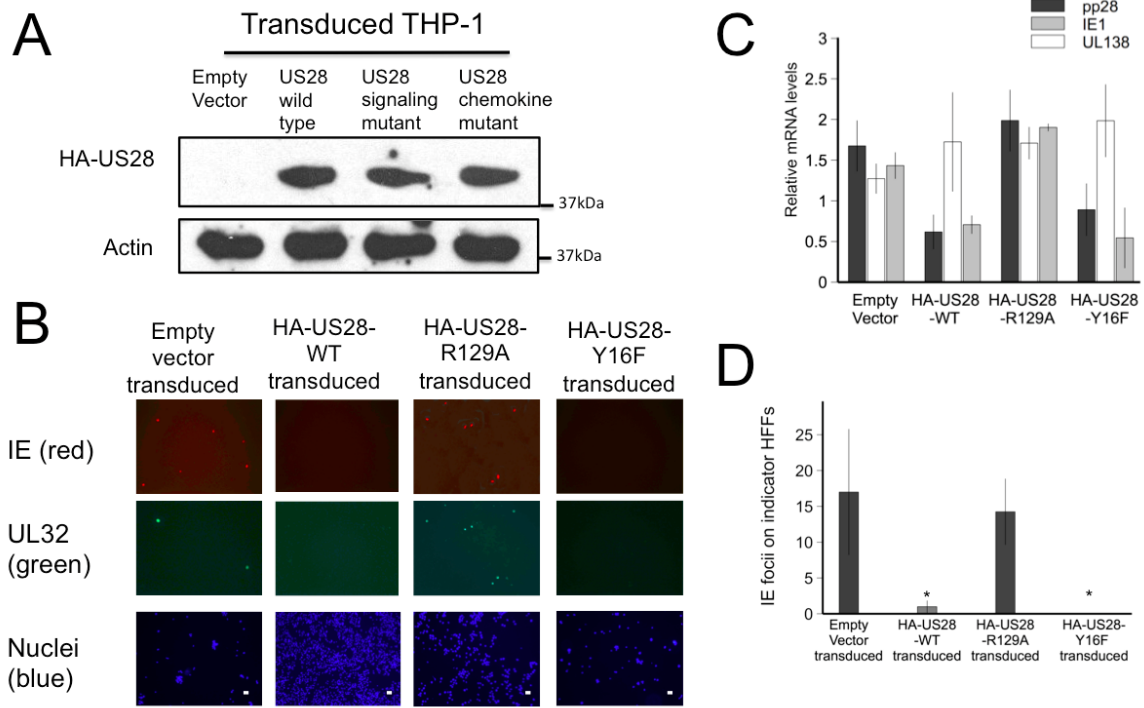 A
Transduced THP-1
Empty
Vector
US28
wild
type
US28
signaling
mutant
US28
chemokine
mutant
HA-US28
37kDa
Actin
37kDa
B
Empty
vector
transduced
HA-US28-
WT
transduced
HA-US28-
R129A
transduced
HA-US28-
Y16F
transduced
IE (red)
UL32
(green)
Nuclei
(blue)
C
pp28
IE1
UL138
Relative mRNA levels
3
2.5
2
1.5
1
0.5
0
Empty
Vector
HA-US28
-WT
HA-US28
-R129A
HA-US28
-Y16F
D
IE focii on indicator HFFs
25
20
15
10
5
0
*
*
Empty
Vector
transduced
HA-US28
-WT
transduced
HA-US28
-R129A
transduced
HA-US28-
Y16F
transduced